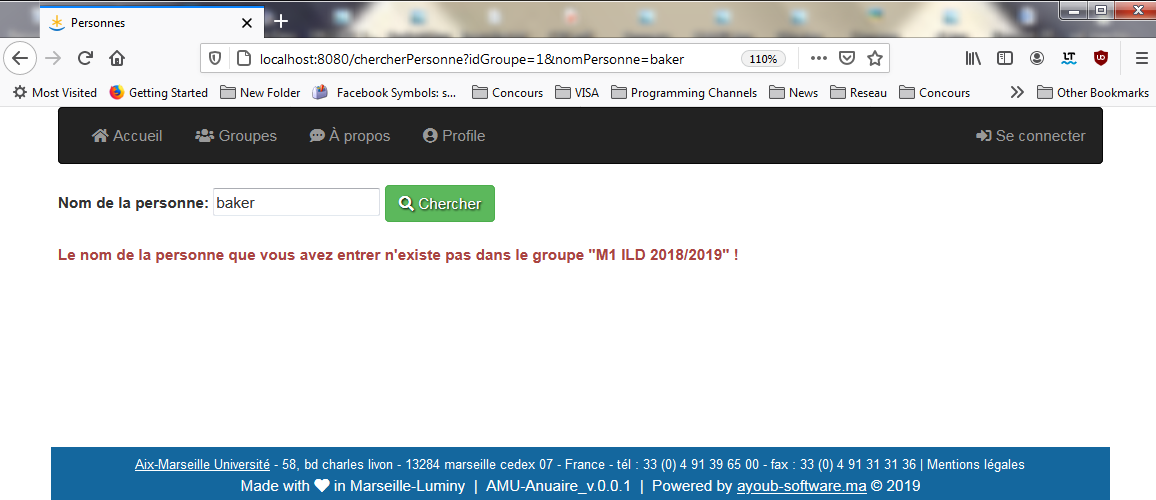 Personnes
localhost:8080/chercherPersonne?idGroupe=1&nomPersonne=baker 110%
Most Visited Getting Started New Folder Facebook Symbols: s... Concours VISA Programming Channels News Reseau Concours Other Bookmarks
Accueil Groupes À propos Profile Se connecter
Nom de la personne: baker Chercher
Le nom de la personne que vous avez entrer n'existe pas dans le groupe "M1 ILD 2018/2019" !
Aix-Marseille Université - 58, bd charles livon - 13284 marseille cedex 07 - France - tél : 33 (0) 4 91 39 65 00 - fax : 33 (0) 4 91 31 31 36 | Mentions légales
Made with ❤ in Marseille-Luminy | AMU-Anuaire_v.0.0.1 | Powered by ayoub-software.ma © 2019